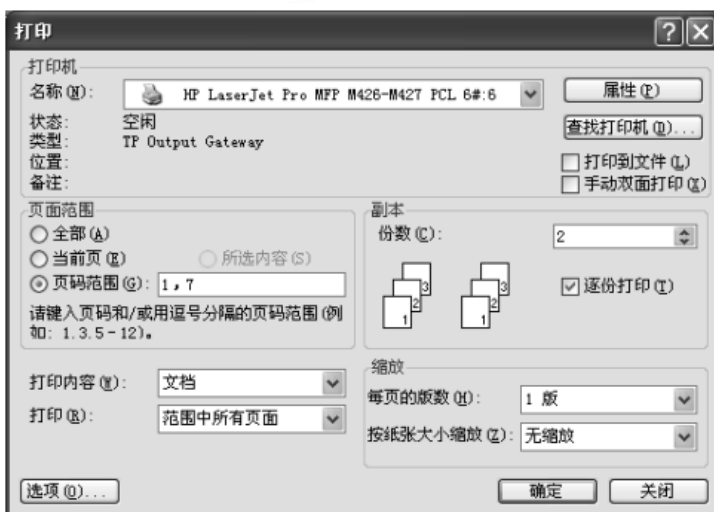 打印
打印机
名称(N): HP LaserJet Pro MFP M426-M427 PCL 6#:6 属性(P)
状态: 空闲 查找打印机(D)...
类型: TP Output Gateway
位置: 打印到文件(L)
备注: 手动双面打印(X)
页面范围 副本
全部(A) 份数(C): 2
当前页(E) 所选内容(S)
页码范围(G): 1,7 逐份打印(T)
请键入页码和/或用逗号分隔的页码范围(例
如: 1.3.5-12)。
3 2 1 3 2 1
缩放
打印内容(W): 文档 每页的版数(H): 1 版
打印(R): 范围中所有页面 按纸张大小缩放(Z): 无缩放
选项(O)... 确定 关闭